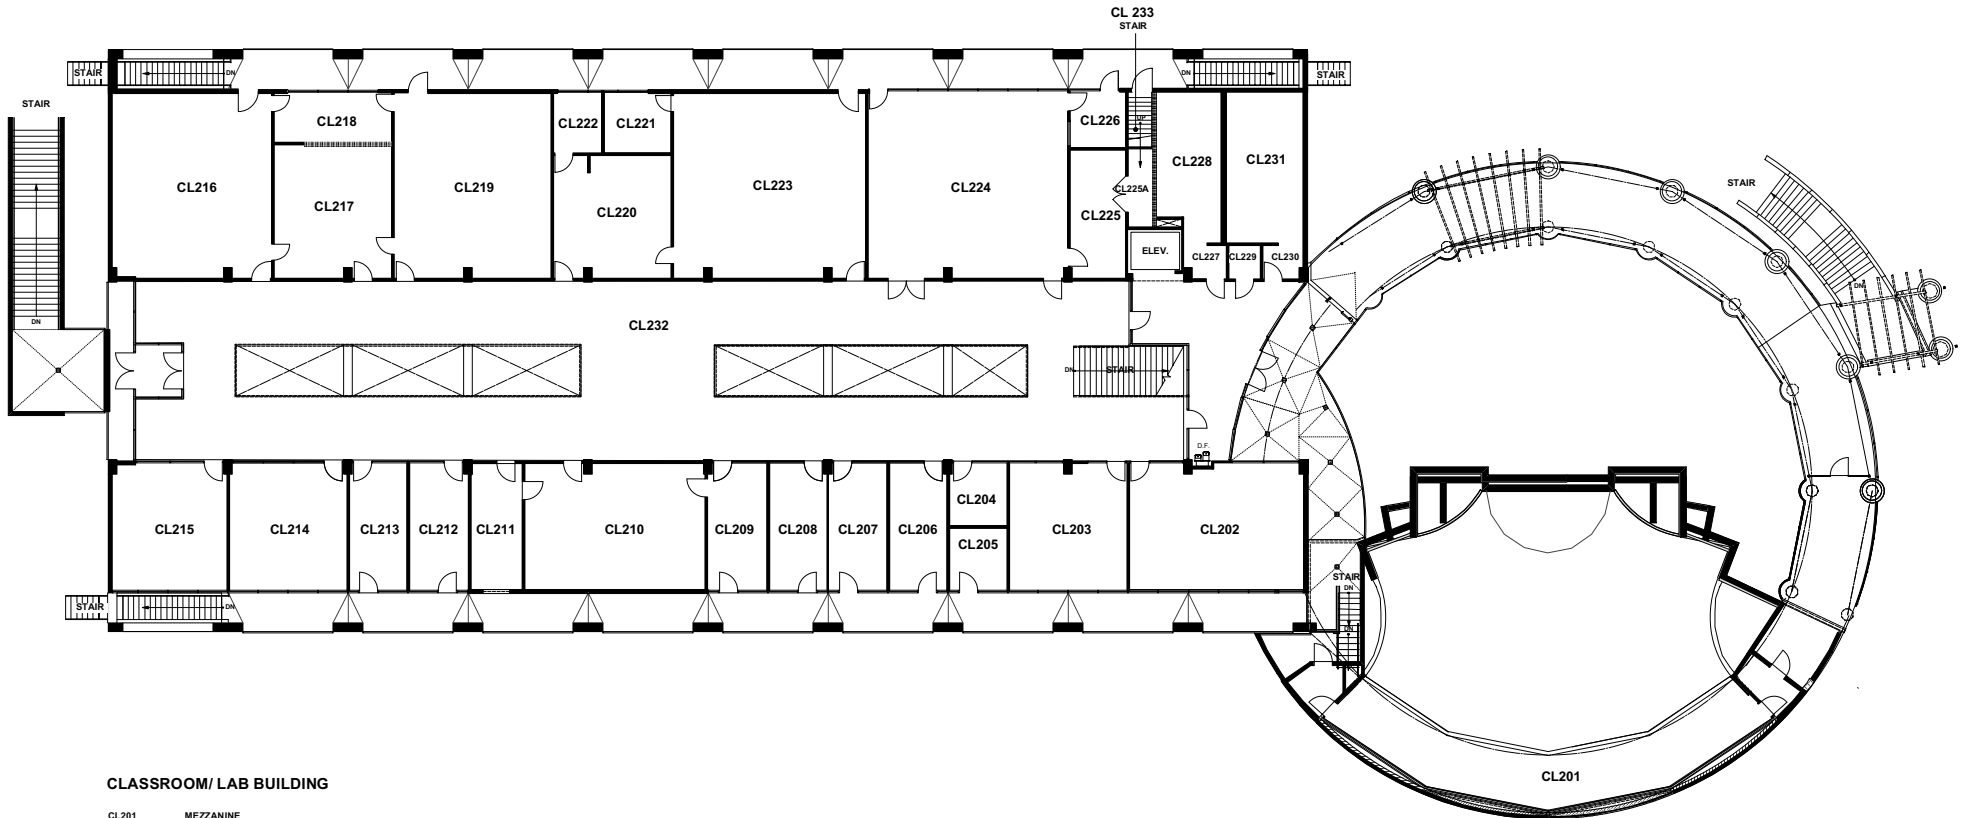 CL 233
STAIR
STAIR
DN
DN
STAIR
STAIR
UP
CL218
CL222
CL221
CL226
CL228
CL231
CL216
CL219
CL223
CL224
CL225A
STAIR
CL217
CL220
CL225
ELEV.
CL227
CL229
CL230
DN
DN
CL232
DN
STAIR
D.F.
CL215
CL214
CL213
CL212
CL211
CL210
CL209
CL208
CL207
CL206
CL204
CL205
CL203
CL202
STAIR
DN
STAIR
DN
DN
CL201
CLASSROOM/ LAB BUILDING
CL201 MEZZANINE